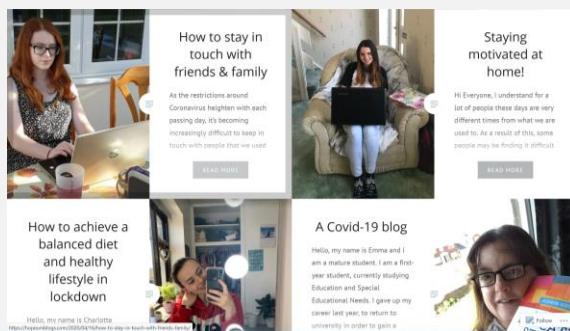 How to stay in
touch with
friends & family
As the restrictions around
Coronavirus heighten with each
passing day, it's becoming
increasingly difficult to keep in
touch with people that we used
READ MORE
Staying
motivated at
home!
Hi Everyone, I understand for a
lot of people these days are very
different times from what we are
used to. As a result of this, some
people may be finding it difficult
READ MORE
How to achieve a
balanced diet
and healthy
lifestyle in
lockdown
Hello, my name is Charlotte
A Covid-19 blog
Hello, my name is Emma and I
am a mature student. I am a first-
year student, currently studying
Education and Special
Educational Needs. I gave up my
career last year, to return to
university in order to gain a
Follow